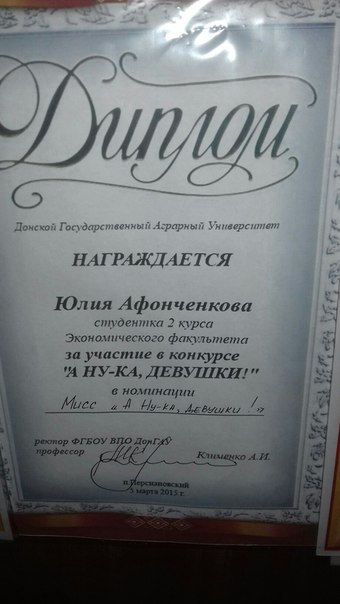 Диплом
Донской Государственный Аграрный Университет
НАГРАЖДАЕТСЯ
Юлия Афонченкова
студентка 2 курса
Экономического факультета
за участие в конкурсе
"А НУ-КА, ДЕВУШКИ!"
в номинации
Мисс «А Ну-ка, девушки!»
ректор ФГБОУ ВПО ДонГАУ
профессор Клименко А.И.
п.Персиановский
5 марта 2015 г.